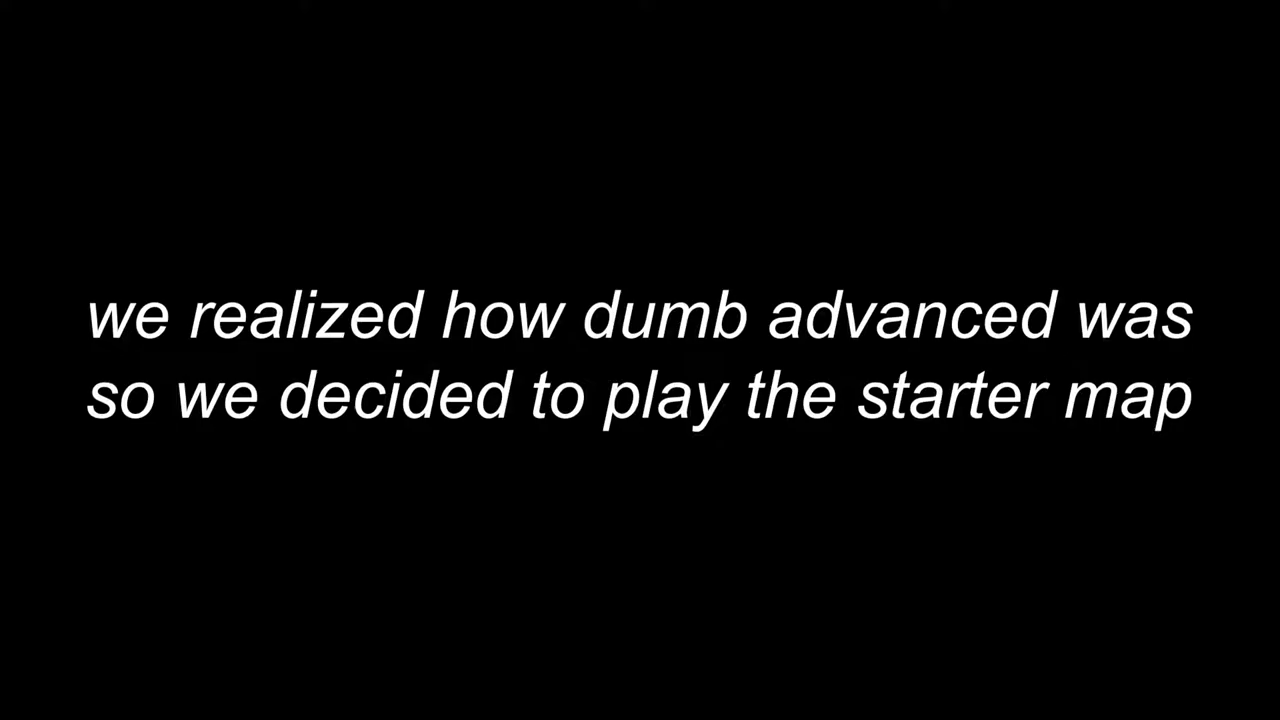 we realized how dumb advanced was
so we decided to play the starter map